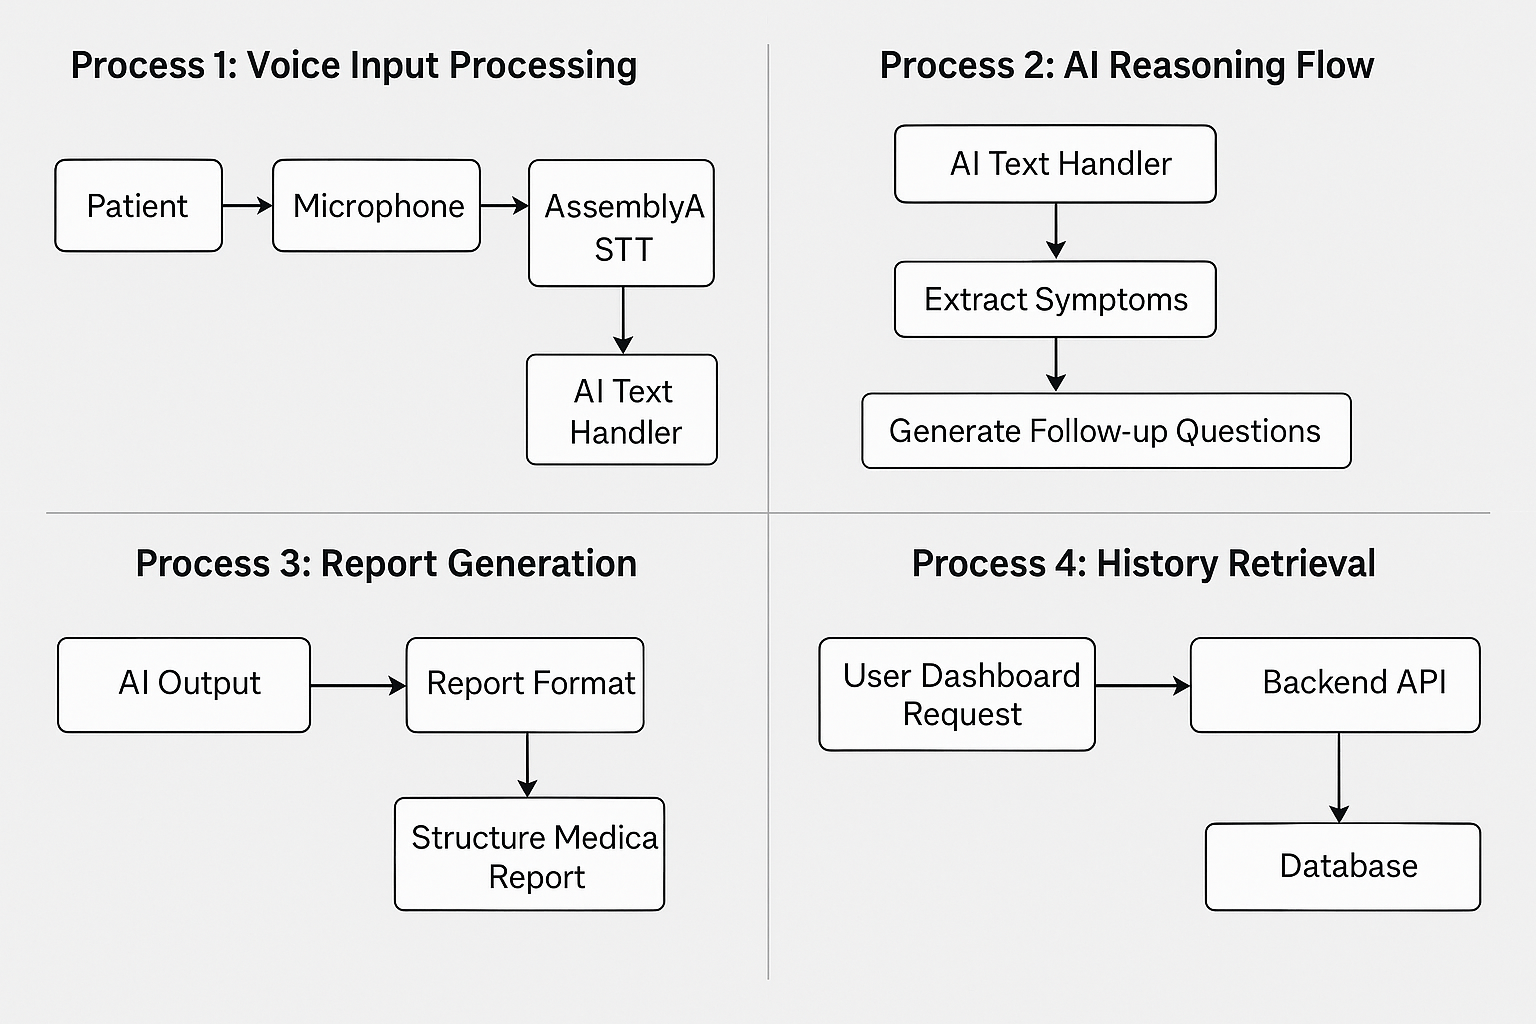 Process 1: Voice Input Processing
Patient
Microphone
AssemblyA
STT
AI Text
Handler
Process 2: AI Reasoning Flow
AI Text Handler
Extract Symptoms
Generate Follow-up Questions
Process 3: Report Generation
AI Output
Report Format
Structure Medica
Report
Process 4: History Retrieval
User Dashboard
Request
Backend API
Database